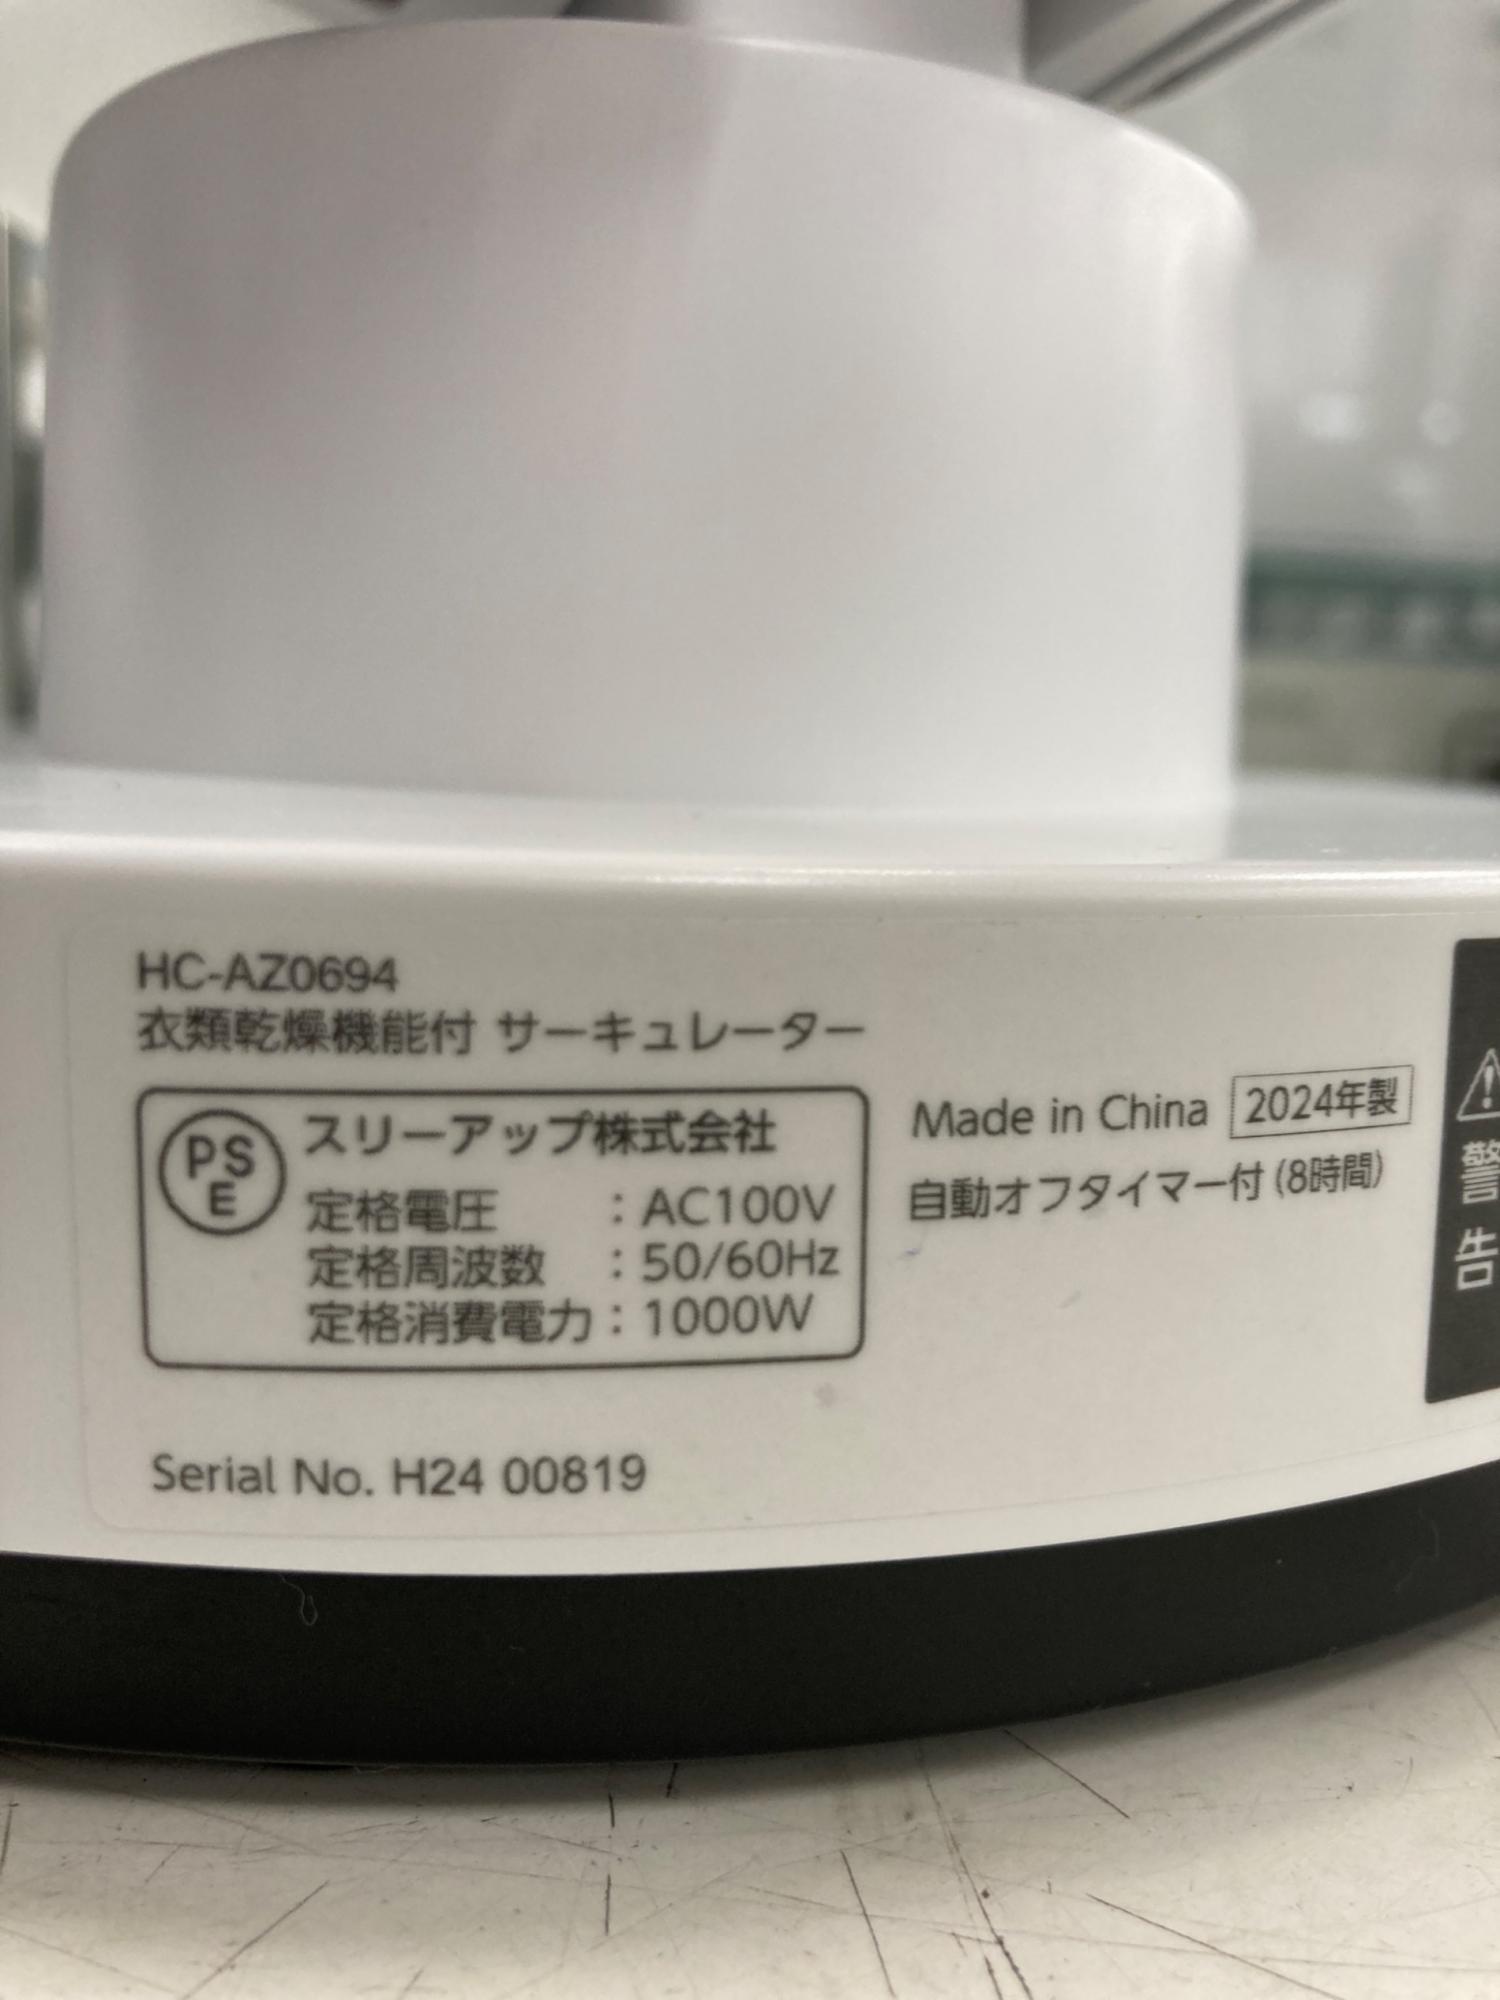 HC-AZ0694
衣類乾燥機能付 サーキュレーター
PS
E
スリーアップ株式会社
定格電圧 : AC100V
定格周波数 : 50/60Hz
定格消費電力 : 1000W
Made in China 2024年製
自動オフタイマー付 (8時間)
Serial No. H24 00819
警
告